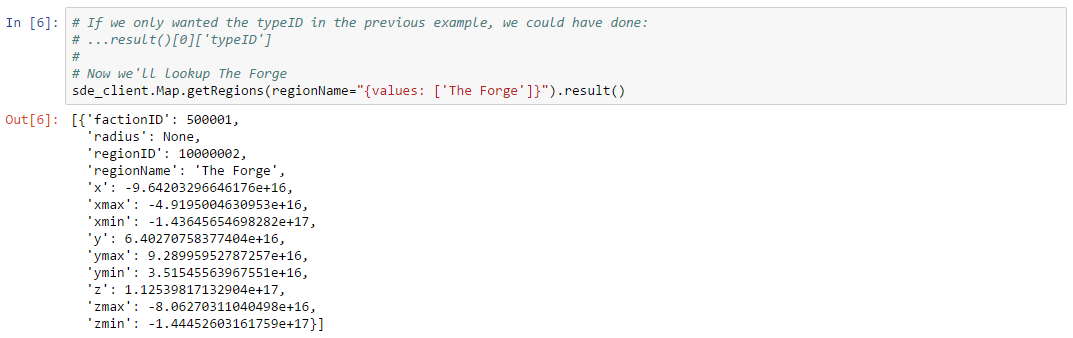 In [6]: # If we only wanted the typeID in the previous example, we could have done:
# ...result()[0]['typeID']
#
# Now we'll lookup The Forge
sde_client.Map.getRegions(regionName="{values: ['The Forge']}").result()
Out[6]: [{'factionID': 500001,
'radius': None,
'regionID': 10000002,
'regionName': 'The Forge',
'x': -9.64203296646176e+16,
'xmax': -4.9195004630953e+16,
'xmin': -1.43645654698282e+17,
'y': 6.40270758377404e+16,
'ymax': 9.28995952787257e+16,
'ymin': 3.51545563967551e+16,
'z': 1.12539817132904e+17,
'zmax': -8.06270311040498e+16,
'zmin': -1.44452603161759e+17}]